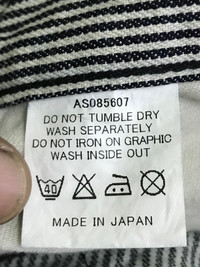 AS085607
DO NOT TUMBLE DRY
WASH SEPARATELY
DO NOT IRON ON GRAPHIC
WASH INSIDE OUT
40
MADE IN JAPAN